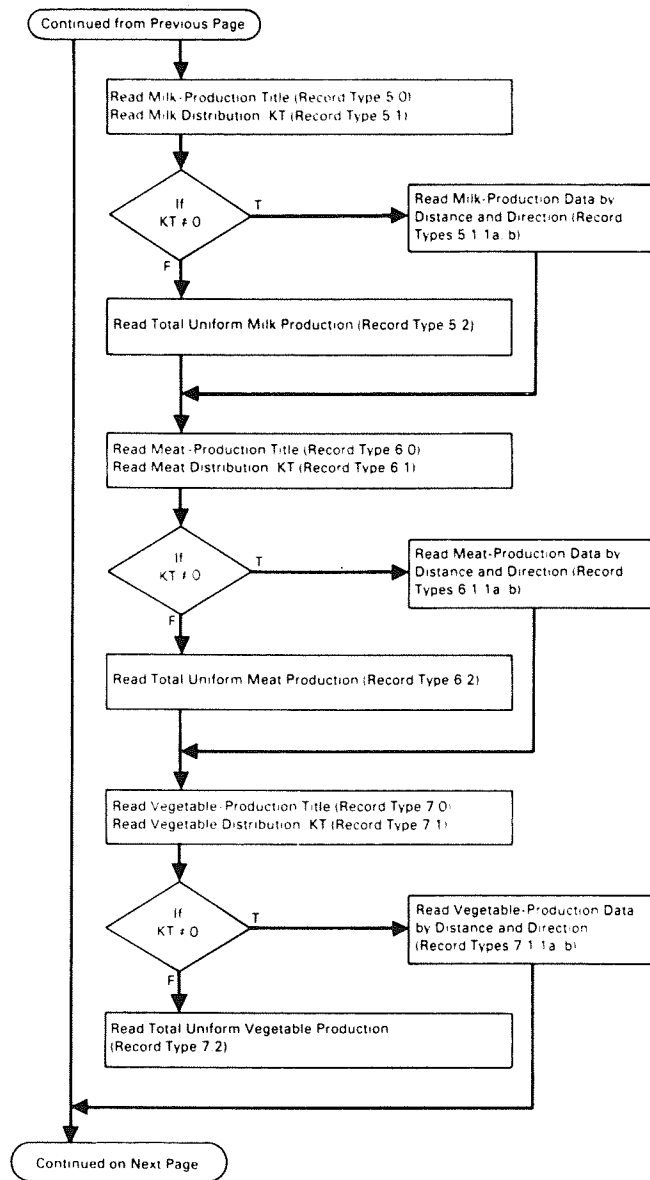 Continued from Previous Page
Read Milk-Production Title (Record Type 5.0)
Read Milk Distribution KT (Record Type 5.1)
If
KT ≠ 0
T
Read Milk-Production Data by
Distance and Direction (Record
Types 5.1.1a, b)
F
Read Total Uniform Milk Production (Record Type 5.2)
Read Meat-Production Title (Record Type 6.0)
Read Meat Distribution KT (Record Type 6.1)
If
KT ≠ 0
T
Read Meat-Production Data by
Distance and Direction (Record
Types 6.1.1a, b)
F
Read Total Uniform Meat Production (Record Type 6.2)
Read Vegetable-Production Title (Record Type 7.0)
Read Vegetable Distribution KT (Record Type 7.1)
If
KT ≠ 0
T
Read Vegetable-Production Data
by Distance and Direction
(Record Types 7.1.1a, b)
F
Read Total Uniform Vegetable Production
(Record Type 7.2)
Continued on Next Page